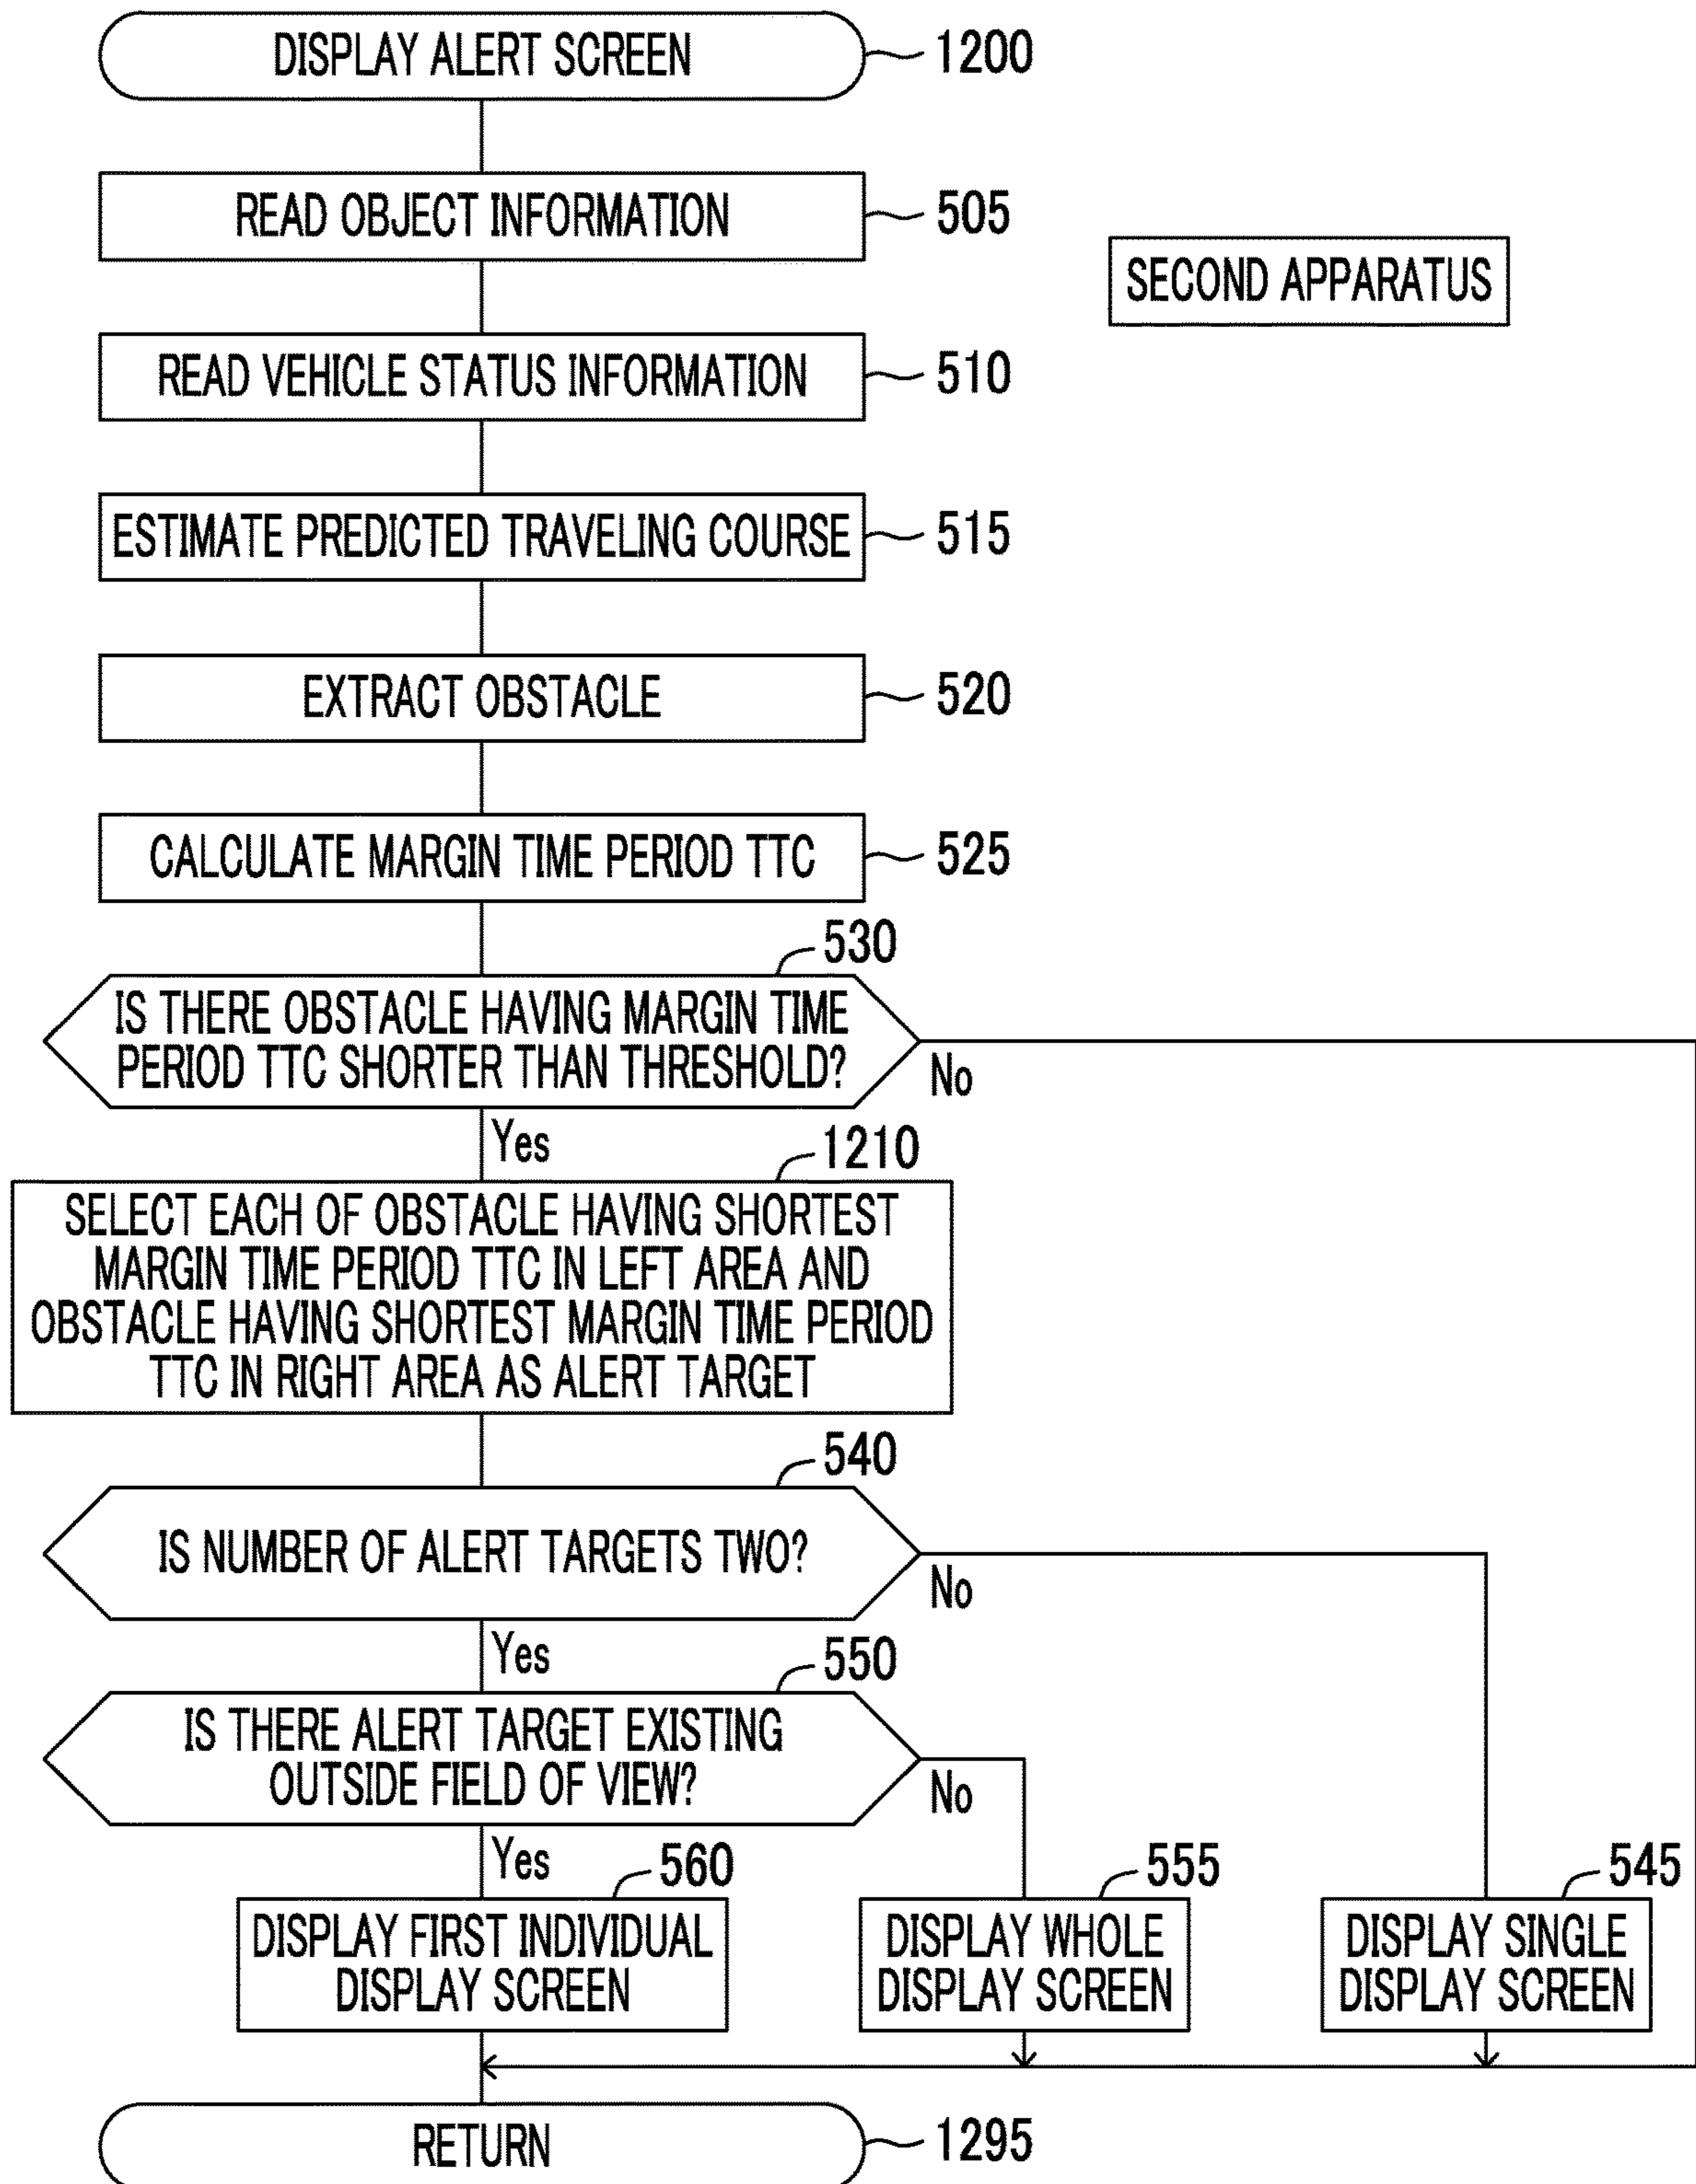 DISPLAY ALERT SCREEN
1200
READ OBJECT INFORMATION
505
SECOND APPARATUS
READ VEHICLE STATUS INFORMATION
510
ESTIMATE PREDICTED TRAVELING COURSE
515
EXTRACT OBSTACLE
520
CALCULATE MARGIN TIME PERIOD TTC
525
530
IS THERE OBSTACLE HAVING MARGIN TIME
PERIOD TTC SHORTER THAN THRESHOLD?
No
Yes
1210
SELECT EACH OF OBSTACLE HAVING SHORTEST
MARGIN TIME PERIOD TTC IN LEFT AREA AND
OBSTACLE HAVING SHORTEST MARGIN TIME PERIOD
TTC IN RIGHT AREA AS ALERT TARGET
540
IS NUMBER OF ALERT TARGETS TWO?
No
Yes
550
IS THERE ALERT TARGET EXISTING
OUTSIDE FIELD OF VIEW?
No
Yes
560
DISPLAY FIRST INDIVIDUAL
DISPLAY SCREEN
555
DISPLAY WHOLE
DISPLAY SCREEN
545
DISPLAY SINGLE
DISPLAY SCREEN
RETURN
1295